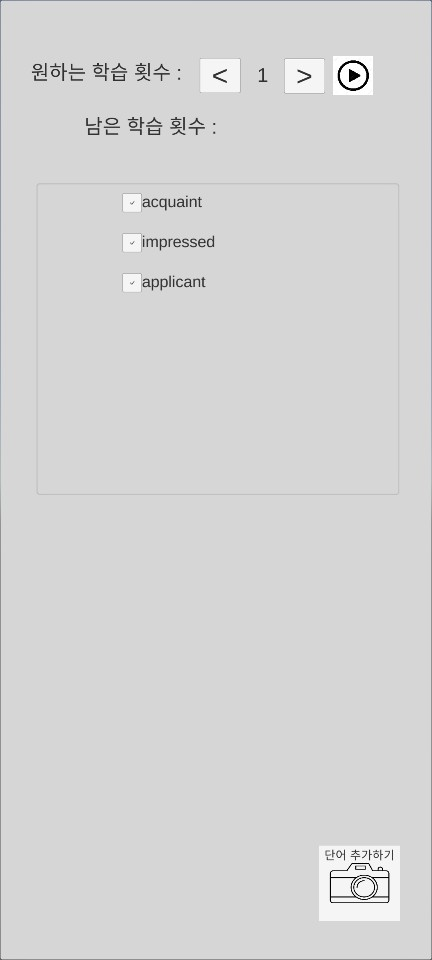 원하는 학습 횟수 : < 1 >
남은 학습 횟수 :
acquaint
impressed
applicant
단어 추가하기